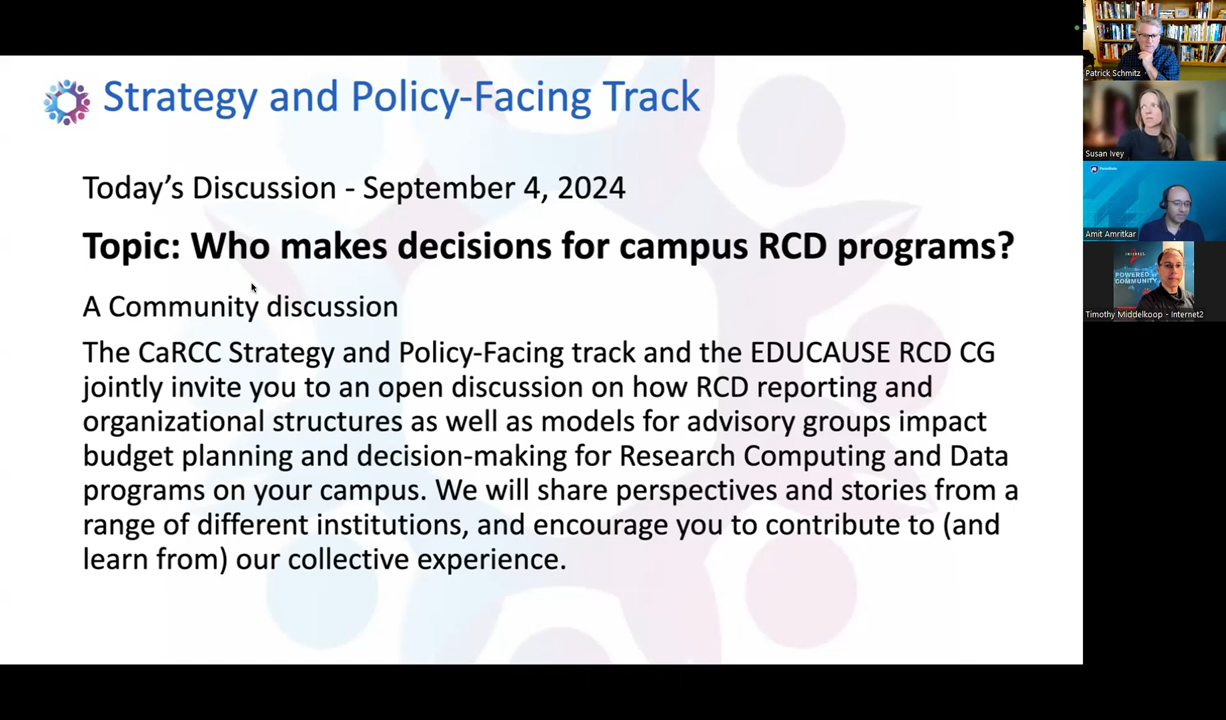 Strategy and Policy-Facing Track
Today's Discussion - September 4, 2024
Topic: Who makes decisions for campus RCD programs?
A Community discussion
The CaRCC Strategy and Policy-Facing track and the EDUCAUSE RCD CG
jointly invite you to an open discussion on how RCD reporting and
organizational structures as well as models for advisory groups impact
budget planning and decision-making for Research Computing and Data
programs on your campus. We will share perspectives and stories from a
range of different institutions, and encourage you to contribute to (and
learn from) our collective experience.
Patrick Schmitz
Susan Ivey
Amit Amritkar
POWERED
COMMUNITY
Timothy Middelkoop - Internet2